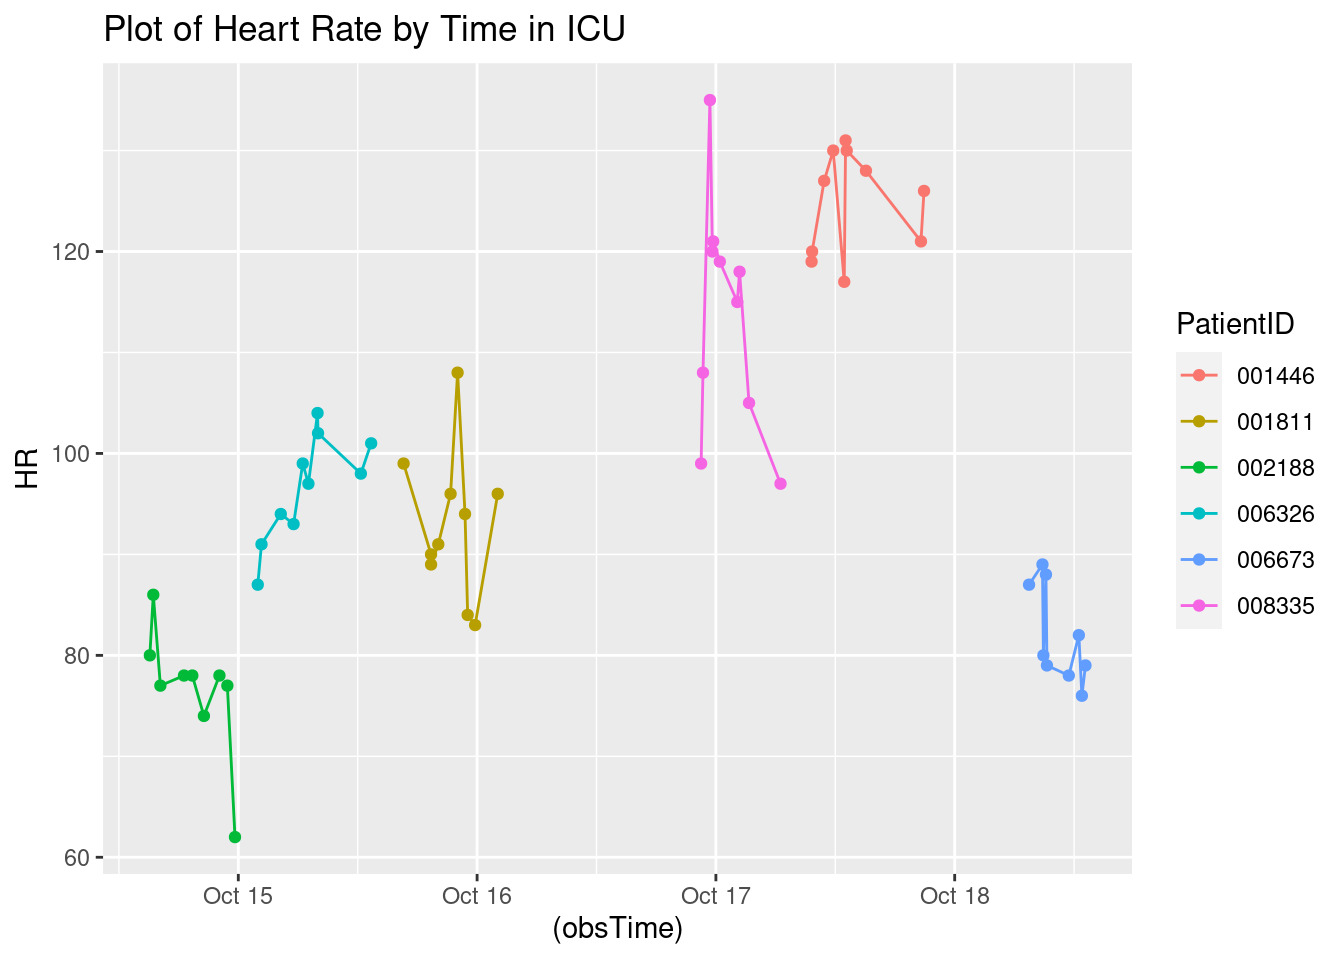 Plot of Heart Rate by Time in ICU
HR
120
100
80
60
Oct 15
Oct 16
Oct 17
Oct 18
(obsTime)
PatientID
001446
001811
002188
006326
006673
008335